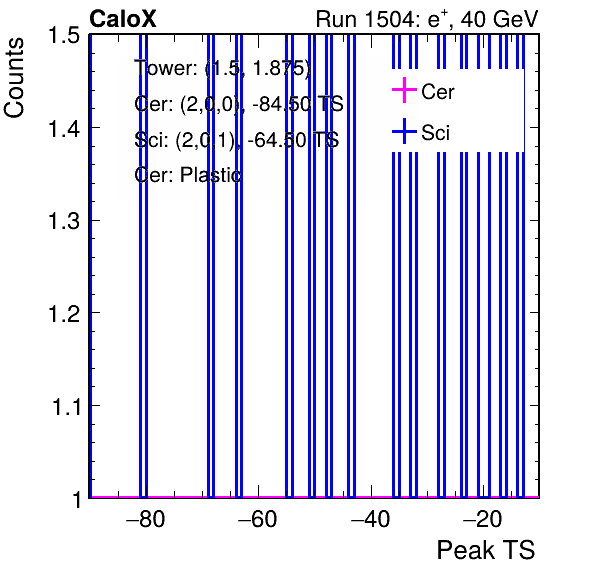 CaloX Run 1504: e+, 40 GeV
Counts
1.5
1.4
1.3
1.2
1.1
1
Tower: (1.5, 1.875)
Cer: (2,0,0), -84.50 TS
Sci: (2,0,1), -64.50 TS
Cer: Plastic
Cer
Sci
−80 −60 −40 −20
Peak TS